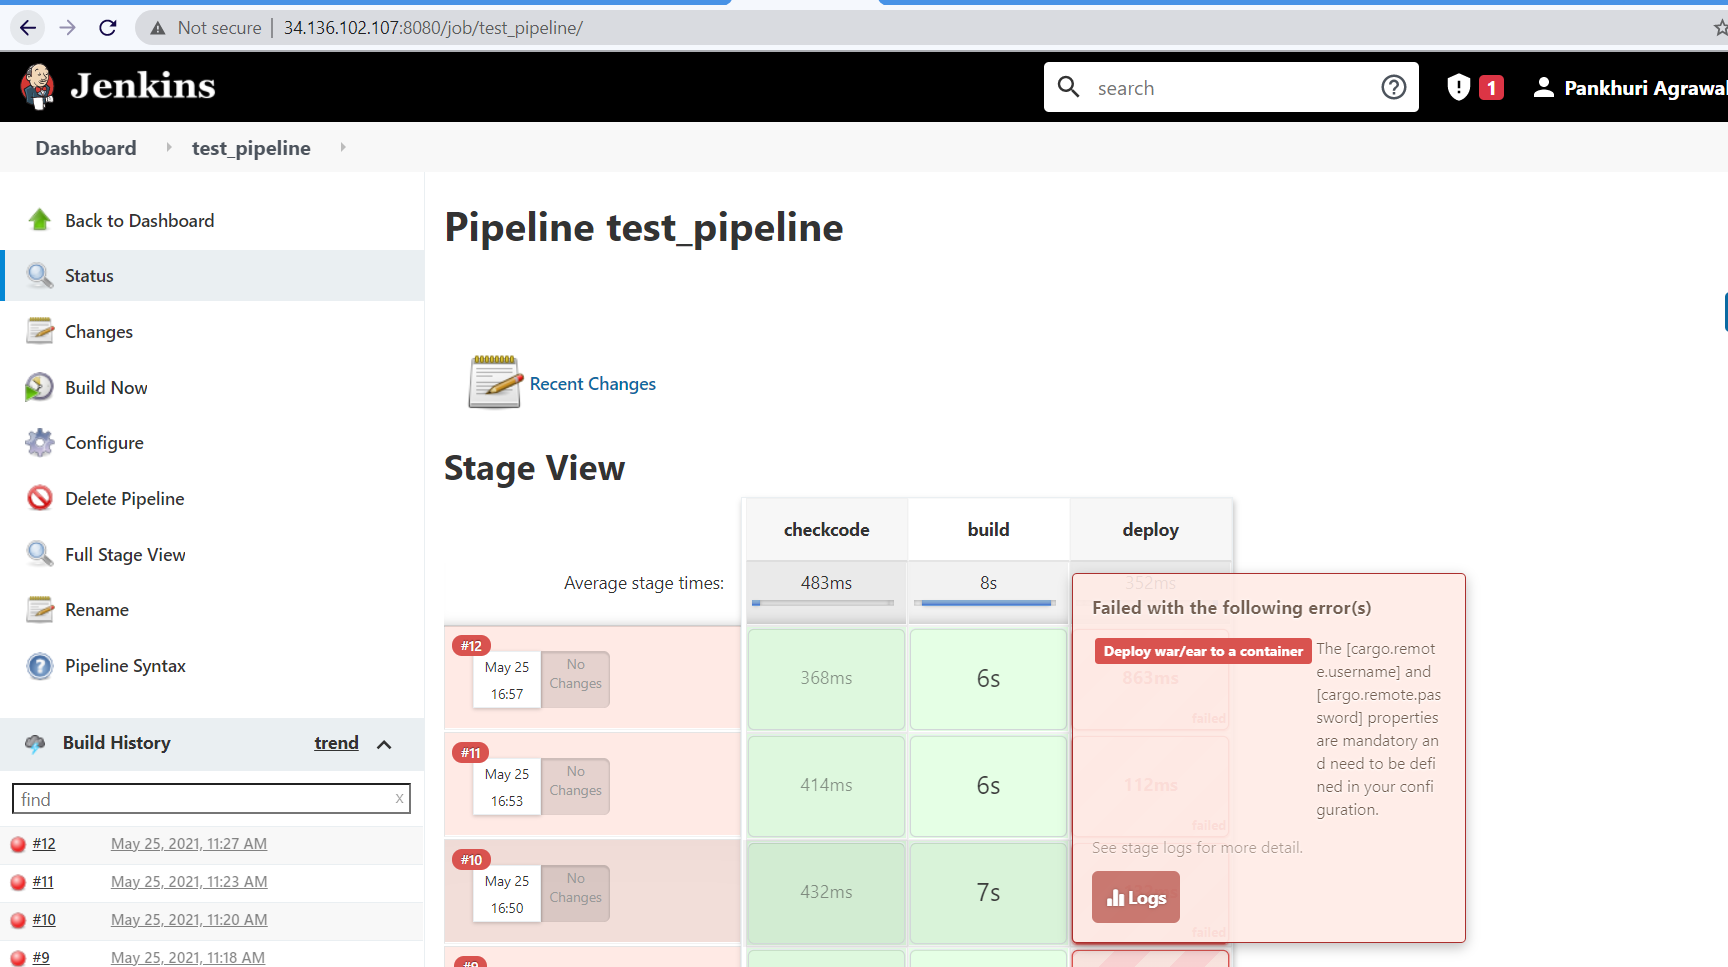 Not secure | 34.136.102.107:8080/job/test_pipeline/
Jenkins
search
1
Pankhuri Agrawal
Dashboard
test_pipeline
Back to Dashboard
Status
Changes
Build Now
Configure
Delete Pipeline
Full Stage View
Rename
Pipeline Syntax
Build History
trend
find
x
#12
May 25, 2021, 11:27 AM
#11
May 25, 2021, 11:23 AM
#10
May 25, 2021, 11:20 AM
#9
May 25, 2021, 11:18 AM
Pipeline test_pipeline
Recent Changes
Stage View
checkcode
build
deploy
Average stage times:
483ms
8s
352ms
#12
May 25
16:57
No
Changes
368ms
6s
863ms
failed
#11
May 25
16:53
No
Changes
414ms
6s
112ms
failed
#10
May 25
16:50
No
Changes
432ms
7s
failed
#9
Failed with the following error(s)
Deploy war/ear to a container
The [cargo.remot
e.username] and
[cargo.remote.pas
sword] properties
are mandatory an
d need to be defi
ned in your confi
guration.
See stage logs for more detail.
Logs